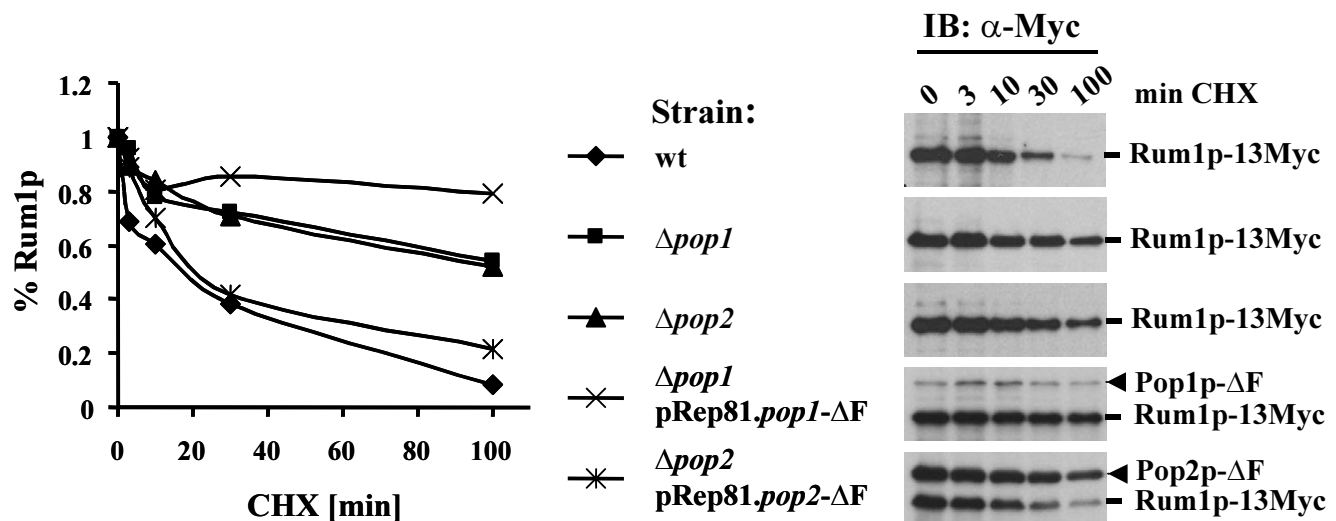 1.2
1
0.8
0.6
0.4
0.2
0
% Rum1p
0 20 40 60 80 100
CHX [min]
Strain:
wt
Δpop1
Δpop2
Δpop1
pRep81.pop1-ΔF
Δpop2
pRep81.pop2-ΔF
IB: α-Myc
0 3 10 30 100 min CHX
Rum1p-13Myc
Rum1p-13Myc
Rum1p-13Myc
Pop1p-ΔF
Rum1p-13Myc
Pop2p-ΔF
Rum1p-13Myc